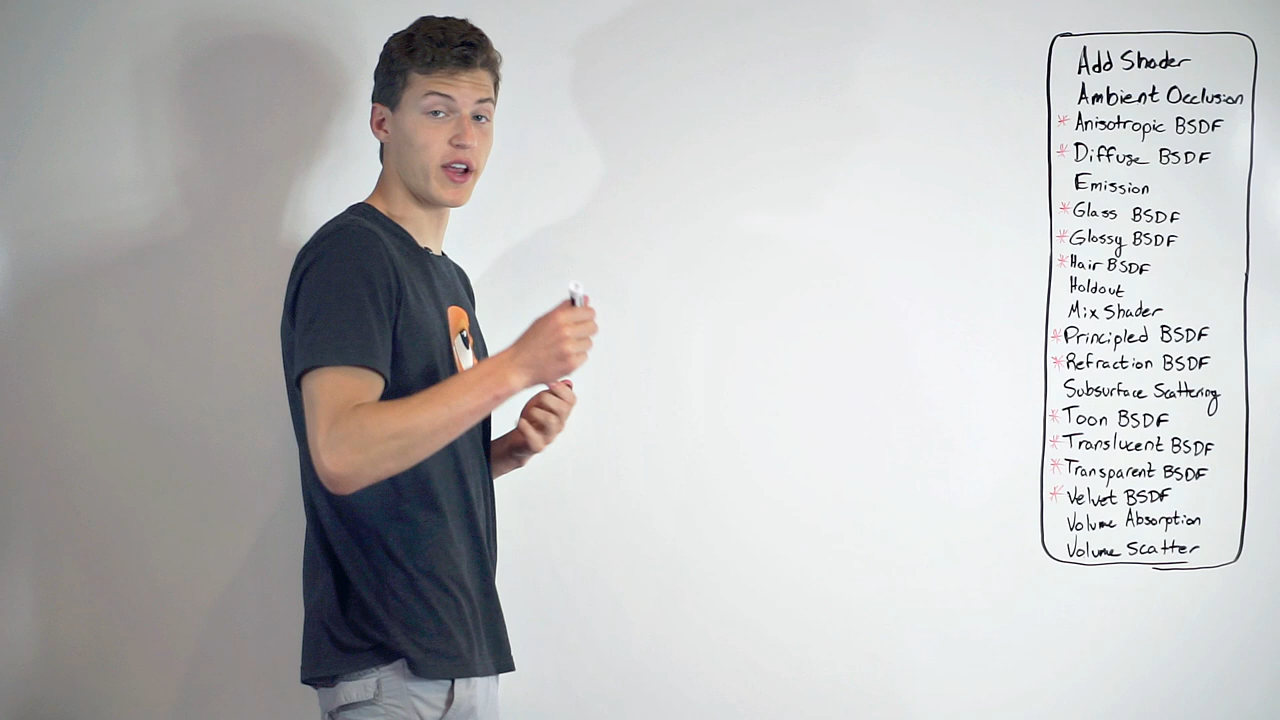 Add Shader
Ambient Occlusion
* Anisotropic BSDF
* Diffuse BSDF
Emission
* Glass BSDF
* Glossy BSDF
* Hair BSDF
Holdout
Mix Shader
* Principled BSDF
* Refraction BSDF
Subsurface Scattering
* Toon BSDF
* Translucent BSDF
* Transparent BSDF
* Velvet BSDF
Volume Absorption
Volume Scatter